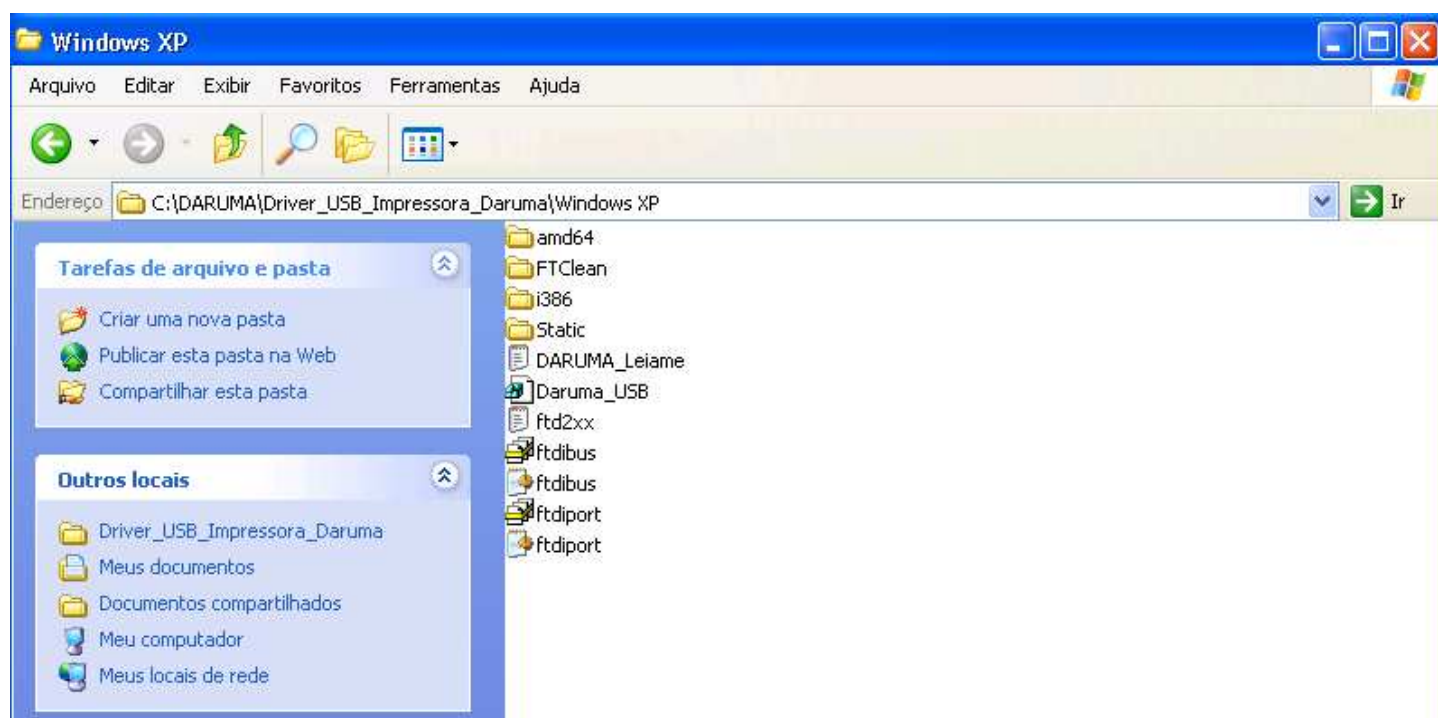 Windows XP
Arquivo Editar Exibir Favoritos Ferramentas Ajuda
Endereço C:\DARUMA\Driver_USB_Impressora_Daruma\Windows XP Ir
Tarefas de arquivo e pasta
Criar uma nova pasta
Publicar esta pasta na Web
Compartilhar esta pasta
Outros locais
Driver_USB_Impressora_Daruma
Meus documentos
Documentos compartilhados
Meu computador
Meus locais de rede
amd64
FTClean
i386
Static
DARUMA_Leiame
Daruma_USB
ftd2xx
ftdibus
ftdibus
ftdiport
ftdiport